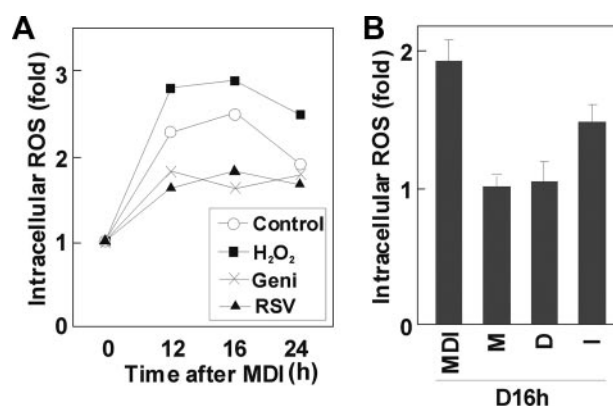 A
Intracellular ROS (fold)
3
2
1
0
Control
H₂O₂
Geni
RSV
0 12 16 24
Time after MDI (h)
B
Intracellular ROS (fold)
2
1
0
MDI
M
D
I
D16h